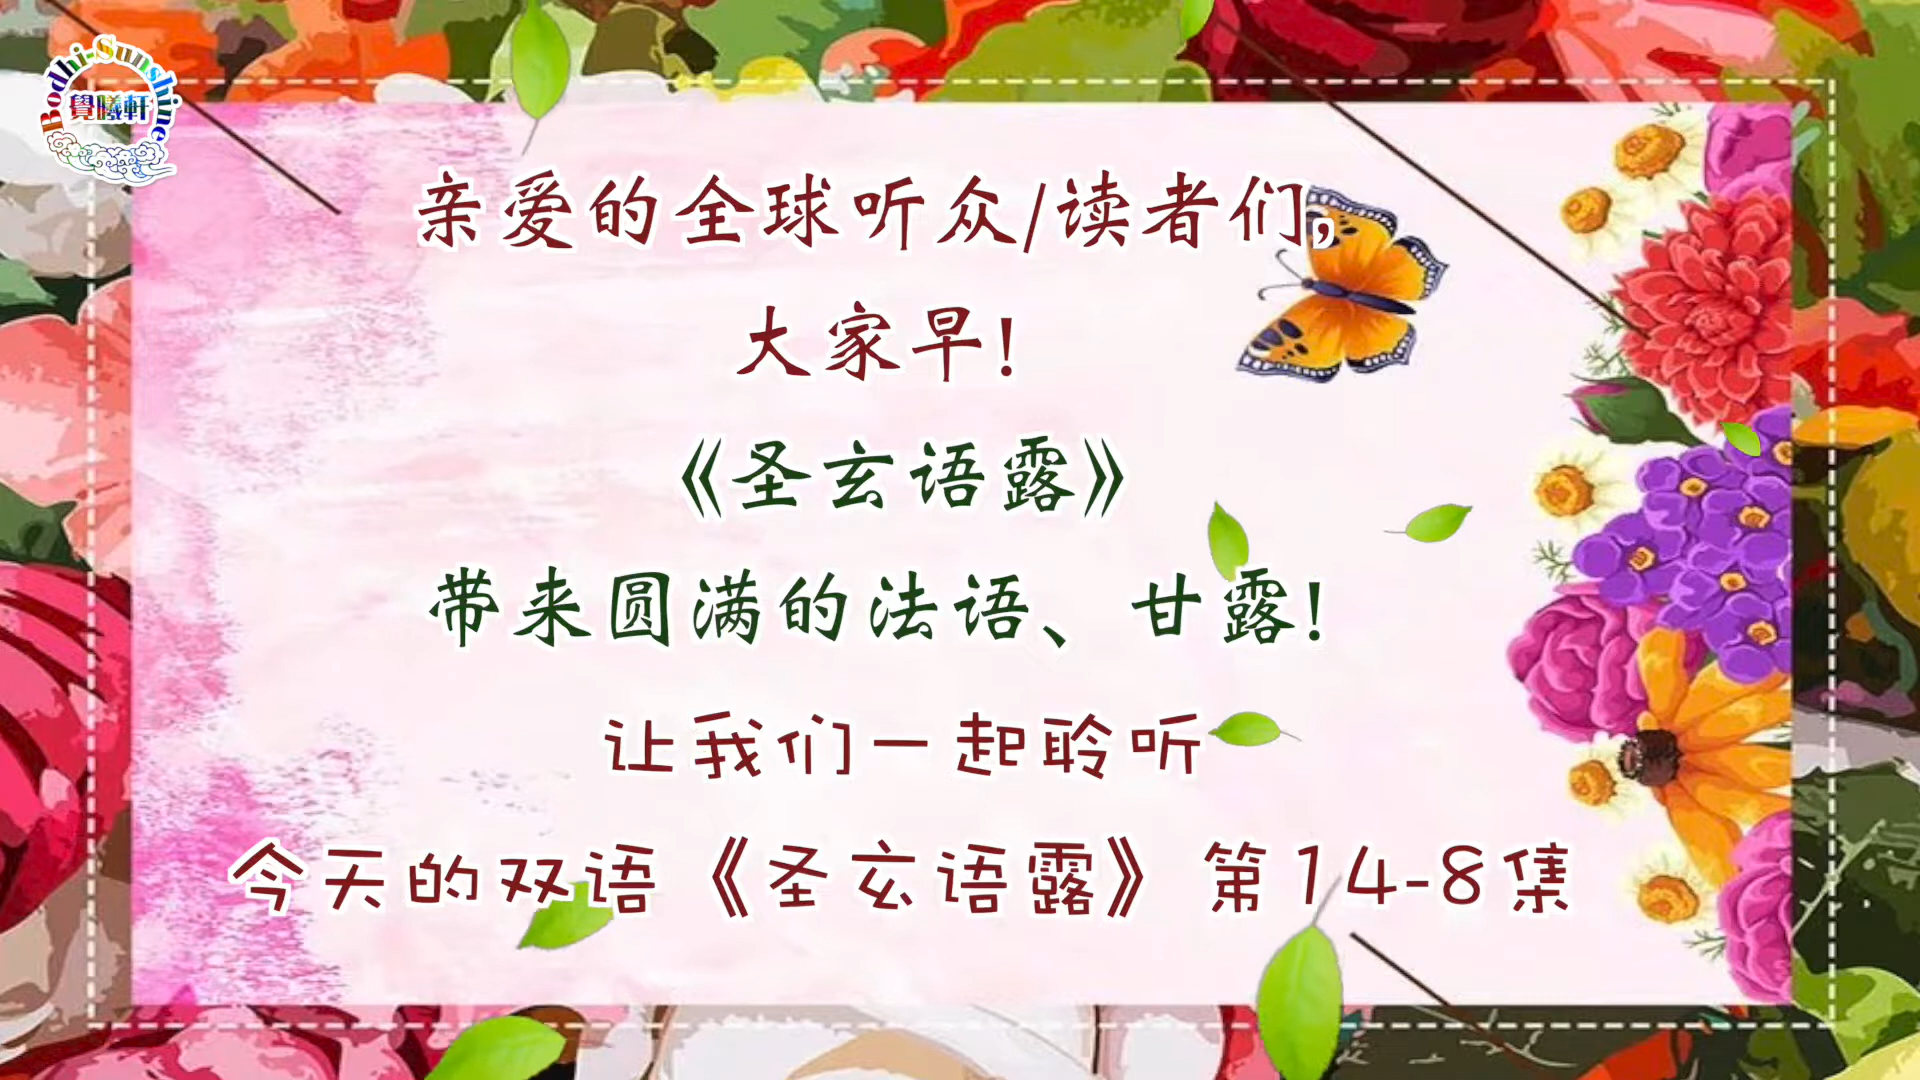 Bodhi-Sunshine
覺曦軒
亲爱的全球听众/读者们,
大家早!
《圣玄语露》
带来圆满的法语、甘露!
让我们一起聆听
今天的双语《圣玄语露》第14-8集